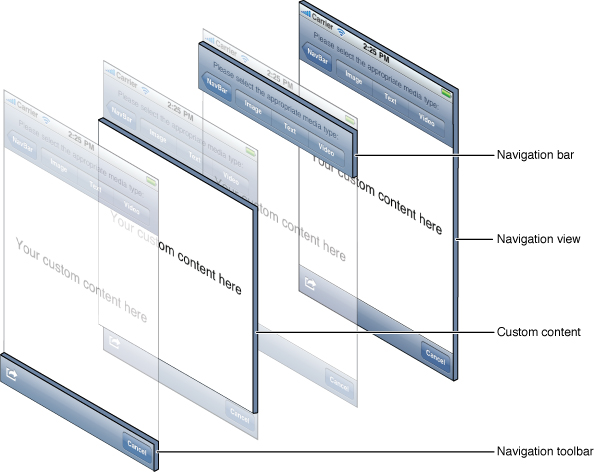 Carrier
2:25 PM
Please select the appropriate media type:
NavBar Image Text Video
Your custom content here
Cancel
Carrier
2:25 PM
Please select the appropriate media type:
NavBar Image Text Video
Your custom content here
Cancel
Carrier
Please select the appropriate media type:
NavBar Image Text Video
Your custom content here
Cancel
Carrier
2:25 PM
Please select the appropriate media type:
NavBar Image Text Video
Your custom content here
Cancel
Navigation bar
Navigation view
Custom content
Navigation toolbar